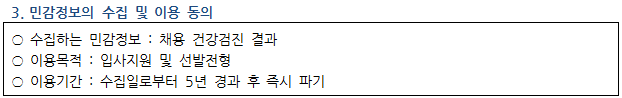 3. 민감정보의 수집 및 이용 동의
○ 수집하는 민감정보 : 채용 건강검진 결과
○ 이용목적 : 입사지원 및 선발전형
○ 이용기간 : 수집일로부터 5년 경과 후 즉시 파기